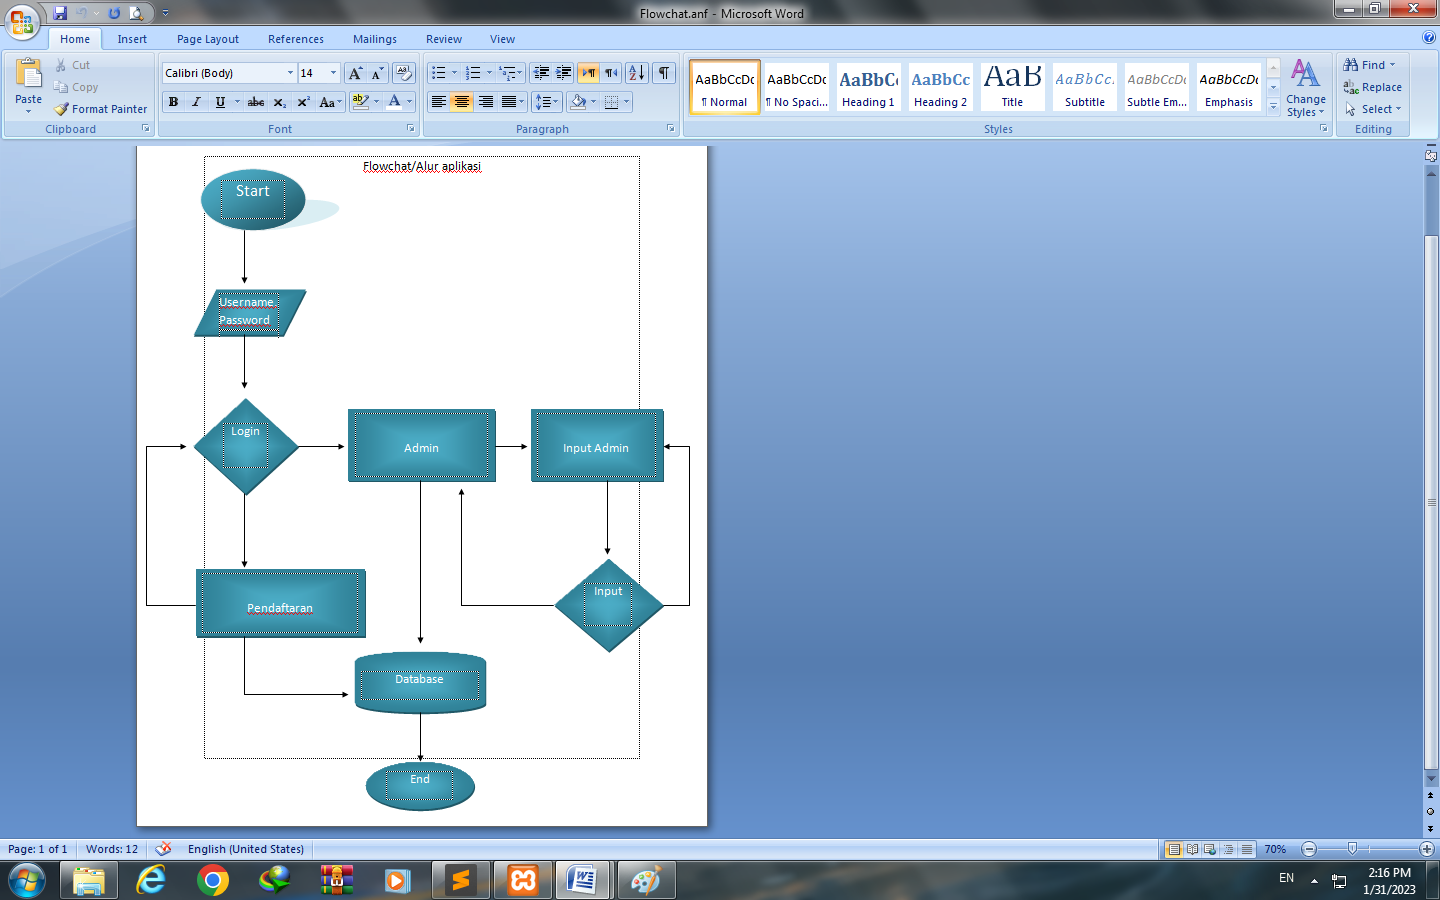 Flowchat.anf - Microsoft Word
Home Insert Page Layout References Mailings Review View
Paste
Cut
Copy
Format Painter
Clipboard
Calibri (Body) 14
B I U abc x₂ x² Aa
Font
Paragraph
AaBbCcDc AaBbCcDc AaBbC AaBbCc AaB AaBbCc. AaBbCcDc AaBbCcDc
¶ Normal ¶ No Spaci... Heading 1 Heading 2 Title Subtitle Subtle Em... Emphasis
Change
Styles
Styles
Find
Replace
Select
Editing
Flowchat/Alur aplikasi
Start
Username
Password
Login
Admin
Input Admin
Pendaftaran
Input
Database
End
Page: 1 of 1 Words: 12 English (United States) 70%
EN
2:16 PM
1/31/2023